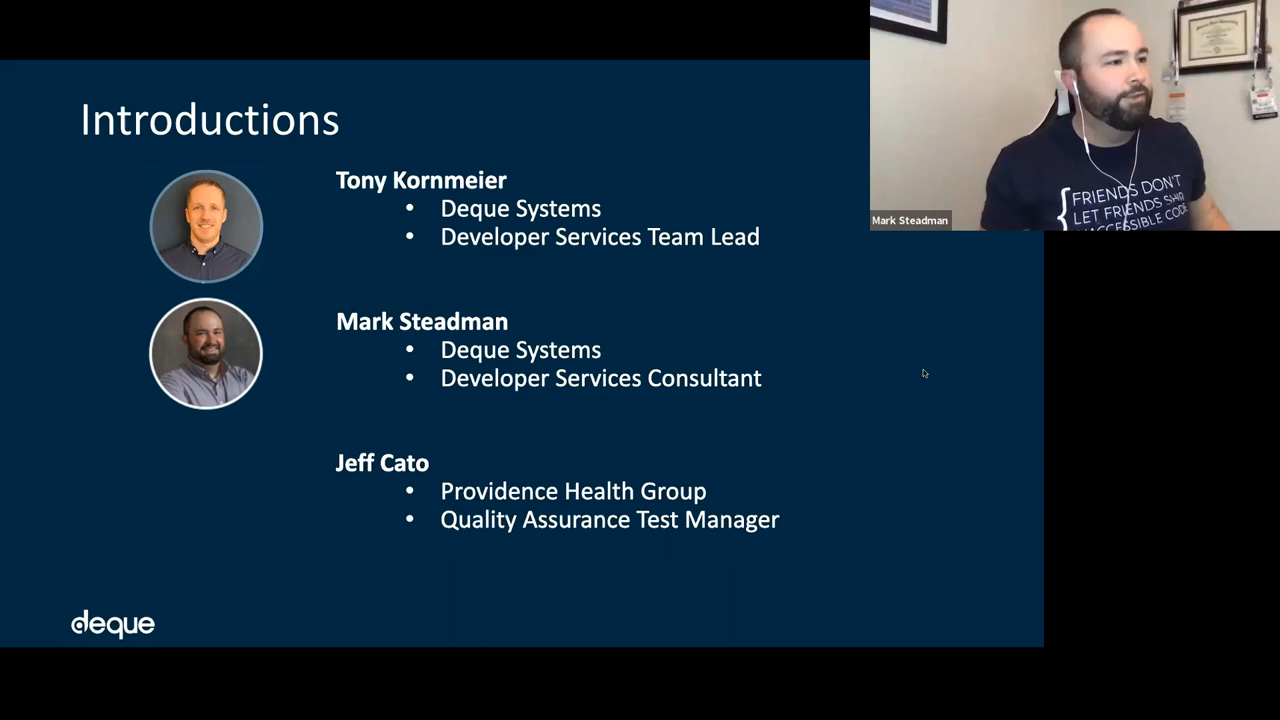 Introductions
Tony Kornmeier
• Deque Systems
• Developer Services Team Lead
Mark Steadman
• Deque Systems
• Developer Services Consultant
Jeff Cato
• Providence Health Group
• Quality Assurance Test Manager
deque
Mark Steadman
{FRIENDS DON'T
LET FRIENDS
CODE